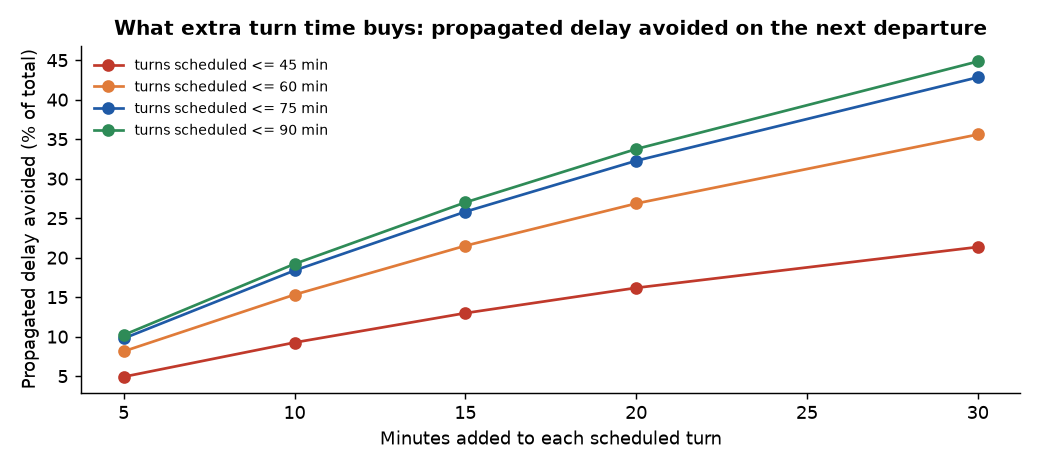 What extra turn time buys: propagated delay avoided on the next departure
Propagated delay avoided (% of total)
45
40
35
30
25
20
15
10
5
turns scheduled <= 45 min
turns scheduled <= 60 min
turns scheduled <= 75 min
turns scheduled <= 90 min
5 10 15 20 25 30
Minutes added to each scheduled turn